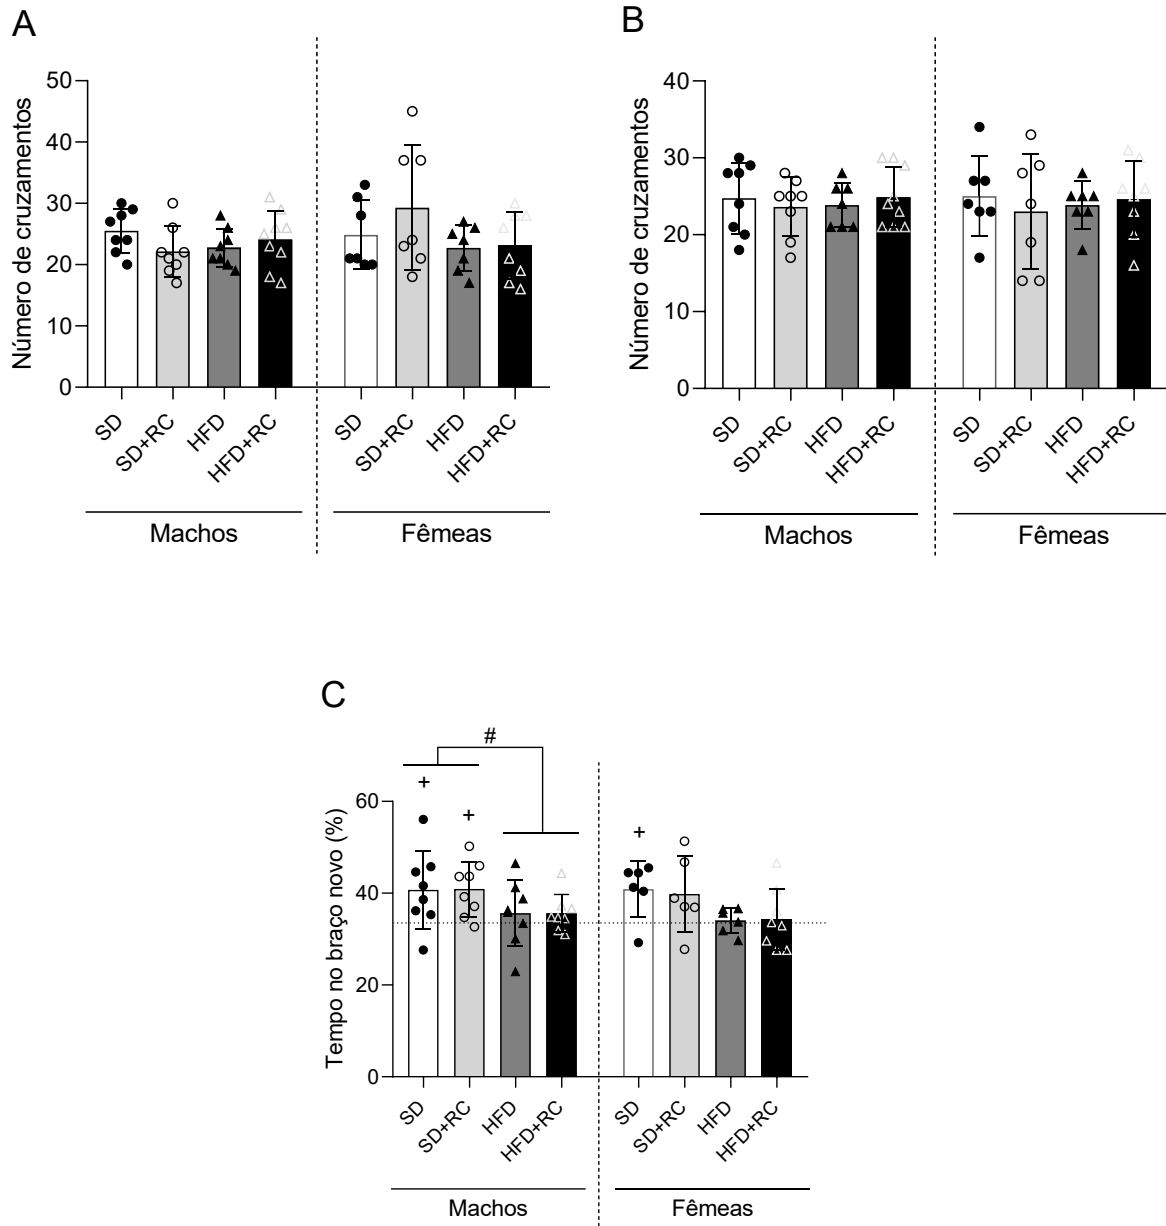 A
Número de cruzamentos
50
40
30
20
10
0
SD
SD+RC
HFD
HFD+RC
SD
SD+RC
HFD
HFD+RC
Machos
Fêmeas
B
Número de cruzamentos
40
30
20
10
0
SD
SD+RC
HFD
HFD+RC
SD
SD+RC
HFD
HFD+RC
Machos
Fêmeas
C
#
+
+
+
Tempo no braço novo (%)
60
40
20
0
SD
SD+RC
HFD
HFD+RC
SD
SD+RC
HFD
HFD+RC
Machos
Fêmeas